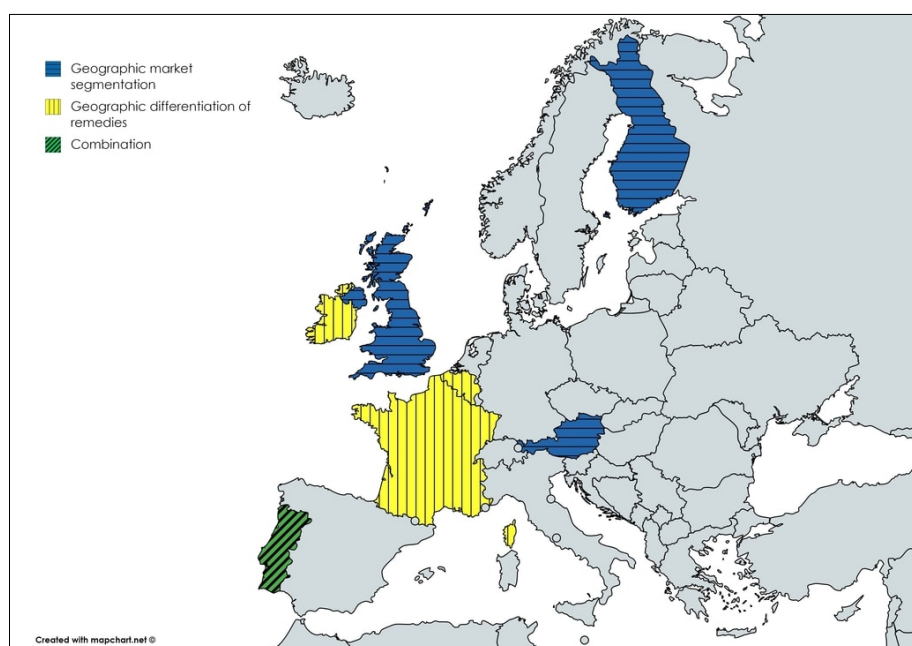 Geographic market
segmentation
Geographic differentiation of
remedies
Combination
Created with mapchart.net ©